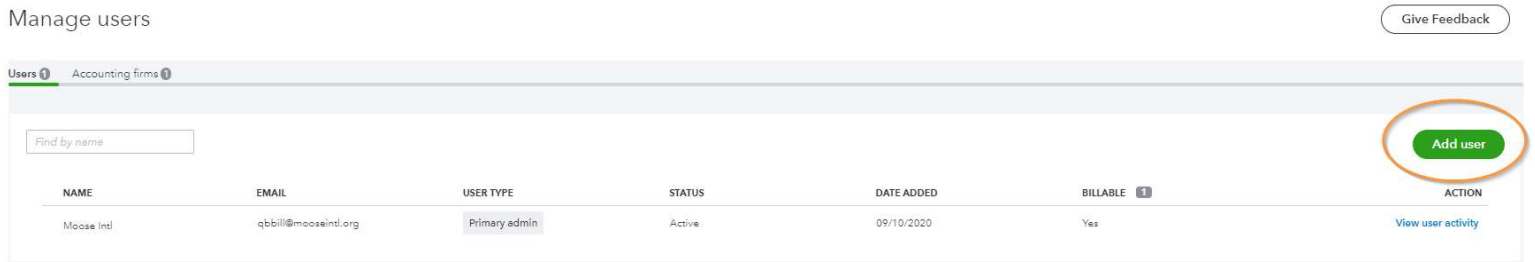 Manage users
Give Feedback
Users 1 Accounting firms 1
Find by name
Add user
NAME EMAIL USER TYPE STATUS DATE ADDED BILLABLE 1 ACTION
Moose Intl qbbill@mooseintl.org Primary admin Active 09/10/2020 Yes View user activity